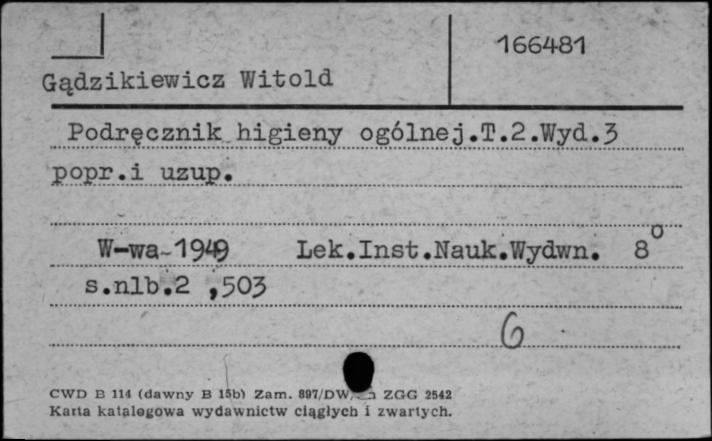 166481
Gądzikiewicz Witold
Podręcznik higieny ogólnej.T.2.Wyd.3
popr.i uzup.
W-wa 1949 Lek.Inst.Nauk.Wydwn. 8°
s.nlb.2 ,503
6
CWD B 114 (dawny B 15b) Zam. 897/DW/ ZGG 2542
Karta katalogowa wydawnictw ciągłych i zwartych.